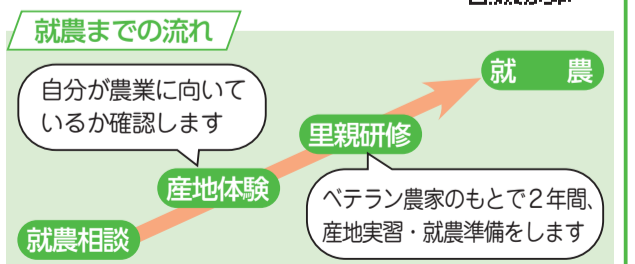 就農までの流れ
就農
自分が農業に向いて
いるか確認します
里親研修
産地体験
ベテラン農家のもとで2年間、
産地実習・就農準備をします
就農相談